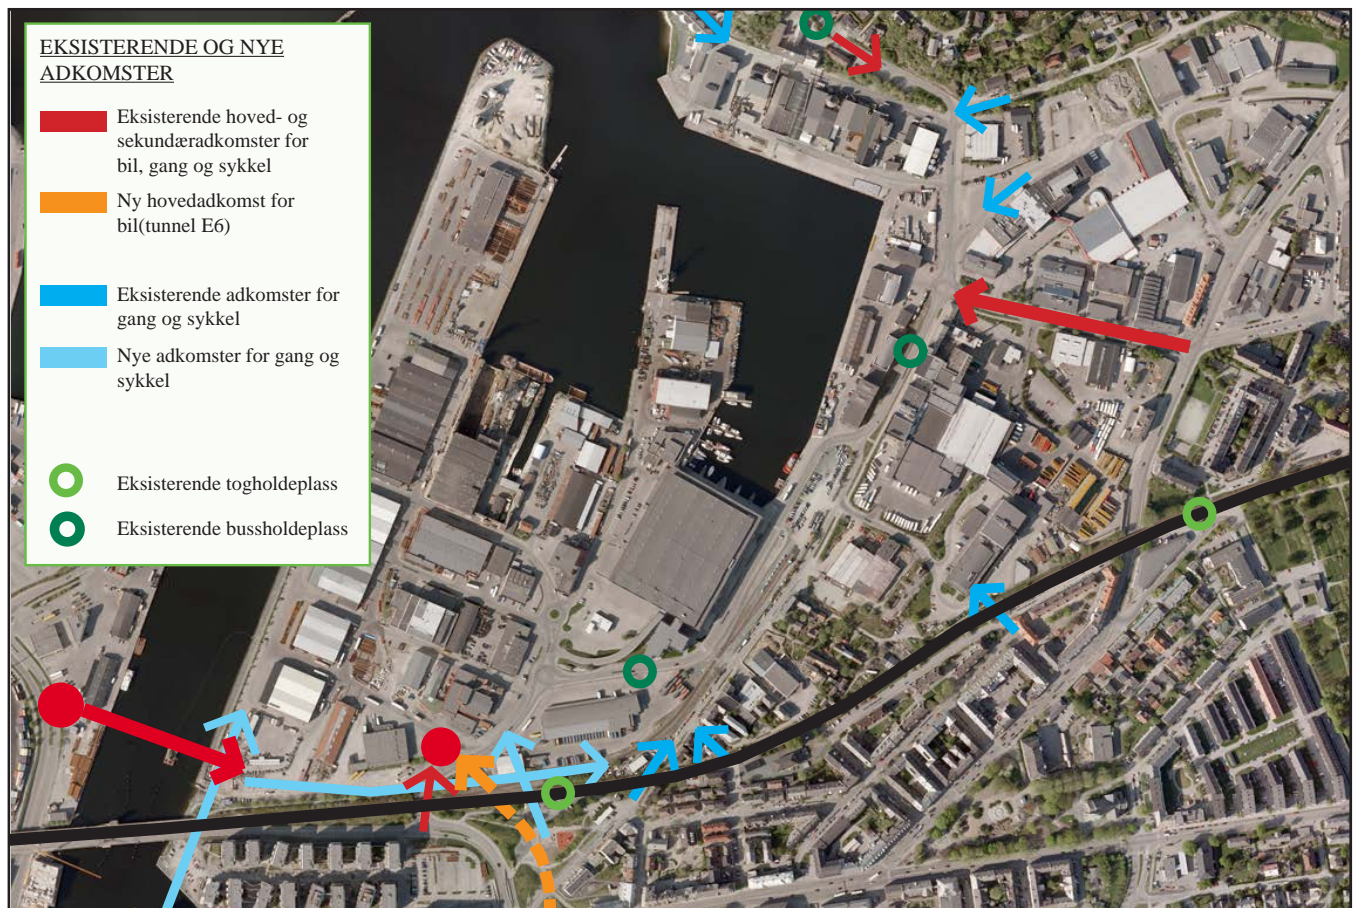 EKSISTERENDE OG NYE
ADKOMSTER
Eksisterende hoved- og
sekundæradkomster for
bil, gang og sykkel
Ny hovedadkomst for
bil(tunnel E6)
Eksisterende adkomster for
gang og sykkel
Nye adkomster for gang og
sykkel
Eksisterende togholdeplass
Eksisterende bussholdeplass